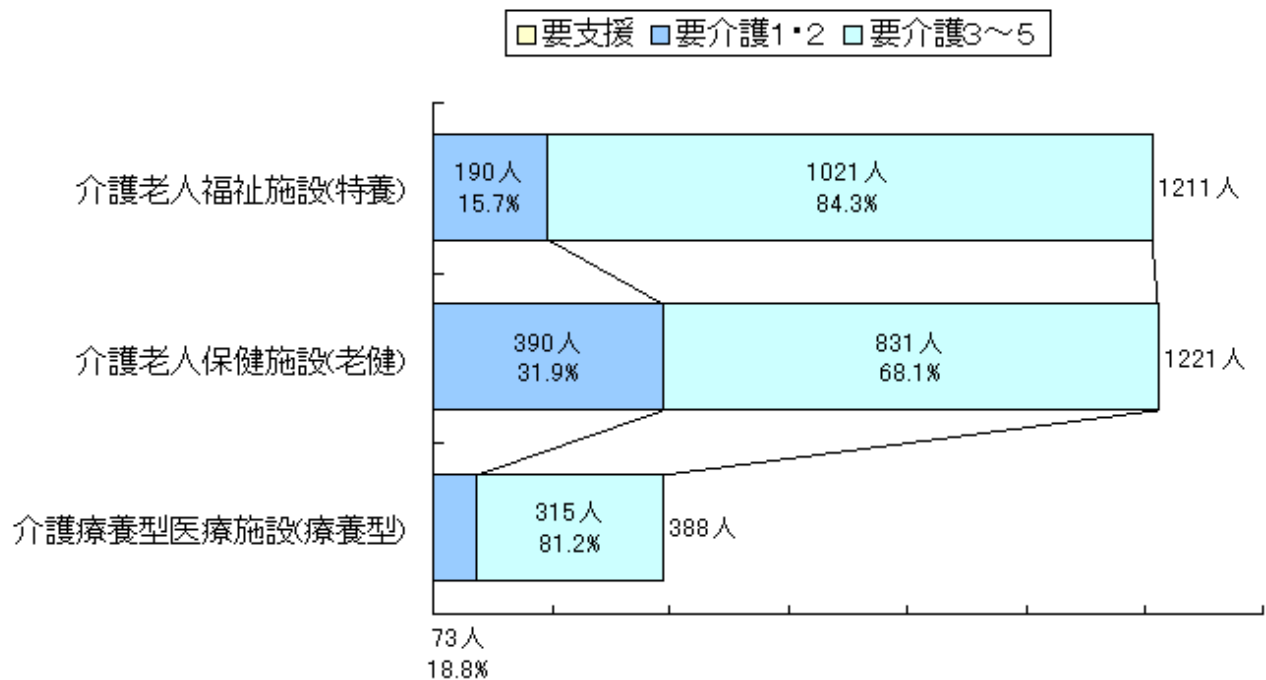 要支援 要介護1・2 要介護3～5
介護老人福祉施設(特養)
190人
15.7%
1021人
84.3%
1211人
介護老人保健施設(老健)
390人
31.9%
831人
68.1%
1221人
介護療養型医療施設(療養型)
315人
81.2%
388人
73人
18.8%